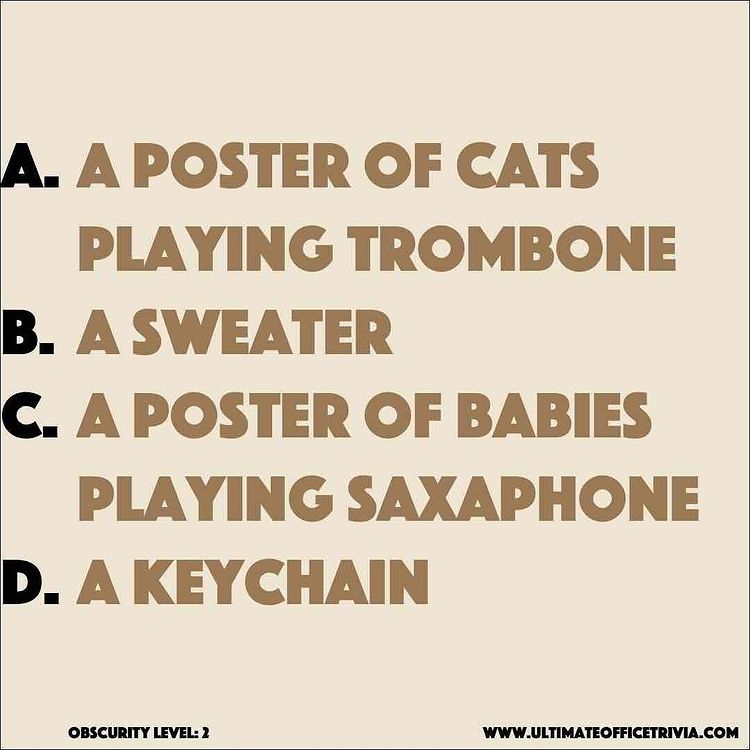 A. A POSTER OF CATS
PLAYING TROMBONE
B. A SWEATER
C. A POSTER OF BABIES
PLAYING SAXAPHONE
D. A KEYCHAIN
OBSCURITY LEVEL: 2
WWW.ULTIMATEOFFICETRIVIA.COM